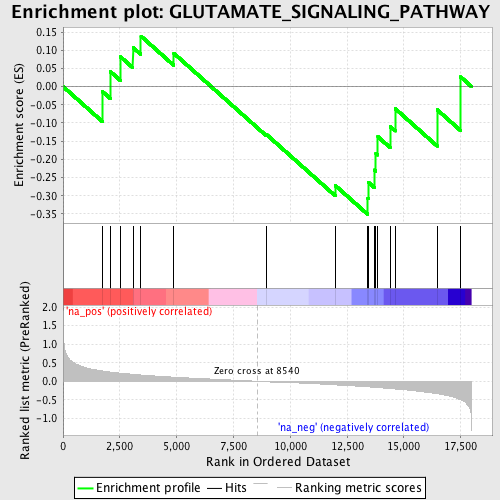 Enrichment plot: GLUTAMATE_SIGNALING_PATHWAY
Enrichment score (ES)
0.15
0.10
0.05
0.00
-0.05
-0.10
-0.15
-0.20
-0.25
-0.30
-0.35
'na_pos' (positively correlated)
Ranked list metric (PreRanked)
2.0
1.5
1.0
0.5
0.0
-0.5
-1.0
Zero cross at 8540
'na_neg' (negatively correlated)
0 2,500 5,000 7,500 10,000 12,500 15,000 17,500
Rank in Ordered Dataset
Enrichment profile Hits Ranking metric scores